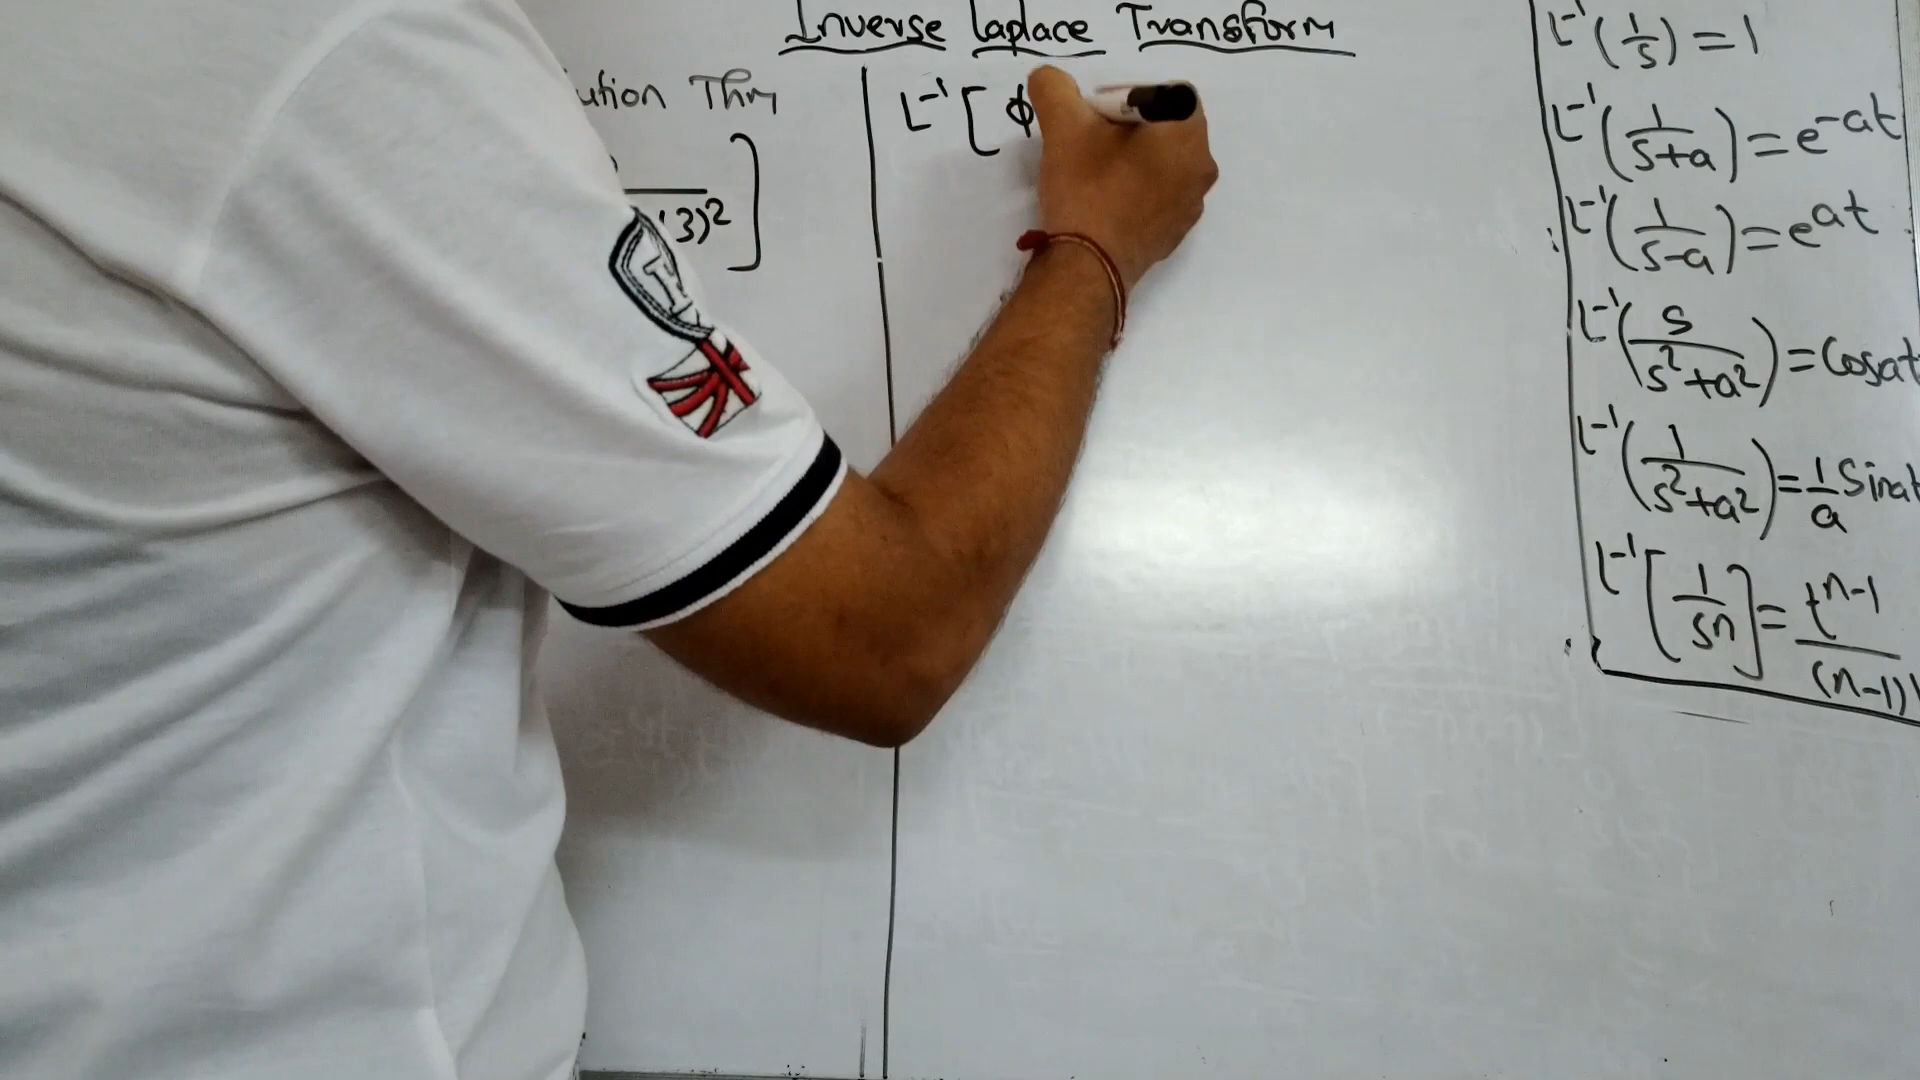 Inverse Laplace Transform
ution Thm
3)²]
L⁻¹[ϕ
L⁻¹(1/s) = 1
L⁻¹(1/(s+a)) = e^-at
L⁻¹(1/(s-a)) = e^at
L⁻¹(s/(s²+a²)) = Cosat
L⁻¹(1/(s²+a²)) = 1/a Sinat
L⁻¹[1/sⁿ] = tⁿ⁻¹/(n-1)!